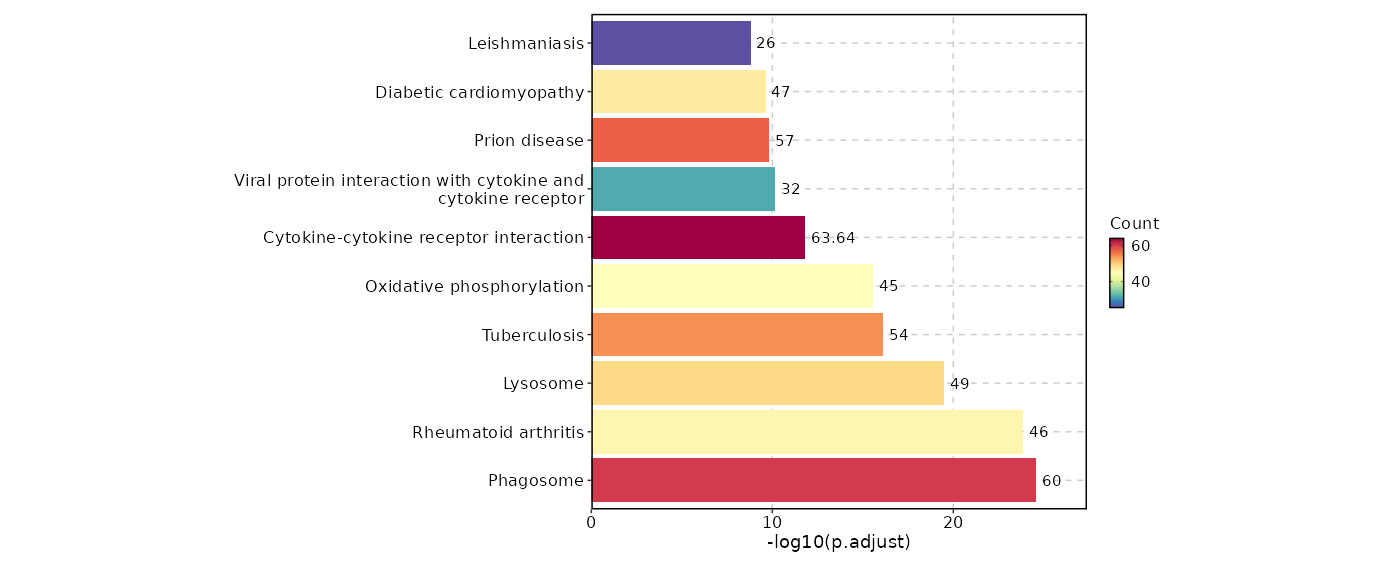 Leishmaniasis
26
Diabetic cardiomyopathy
47
Prion disease
57
Viral protein interaction with cytokine and
cytokine receptor
32
Cytokine-cytokine receptor interaction
63.64
Oxidative phosphorylation
45
Tuberculosis
54
Lysosome
49
Rheumatoid arthritis
46
Phagosome
60
0
10
20
-log10(p.adjust)
Count
60
40